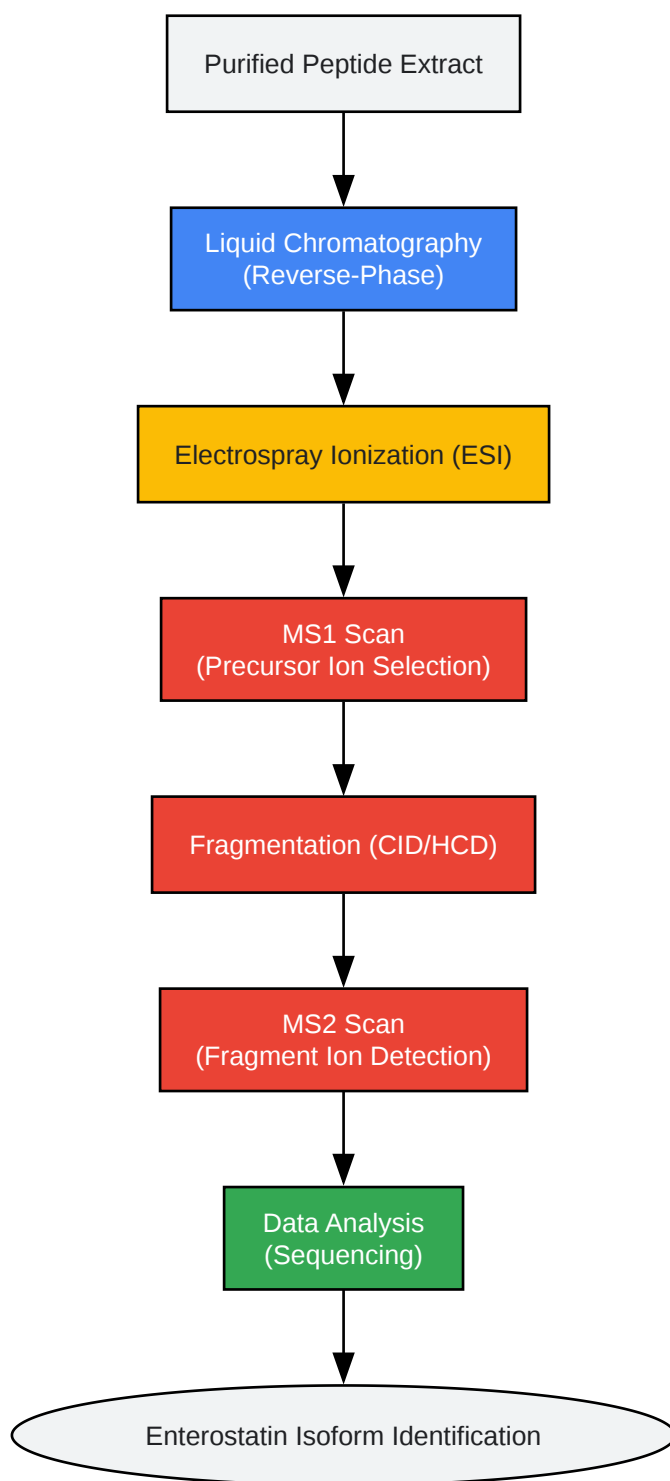 Purified Peptide Extract
Liquid Chromatography
(Reverse-Phase)
Electrospray Ionization (ESI)
MS1 Scan
(Precursor Ion Selection)
Fragmentation (CID/HCD)
MS2 Scan
(Fragment Ion Detection)
Data Analysis
(Sequencing)
Enterostatin Isoform Identification